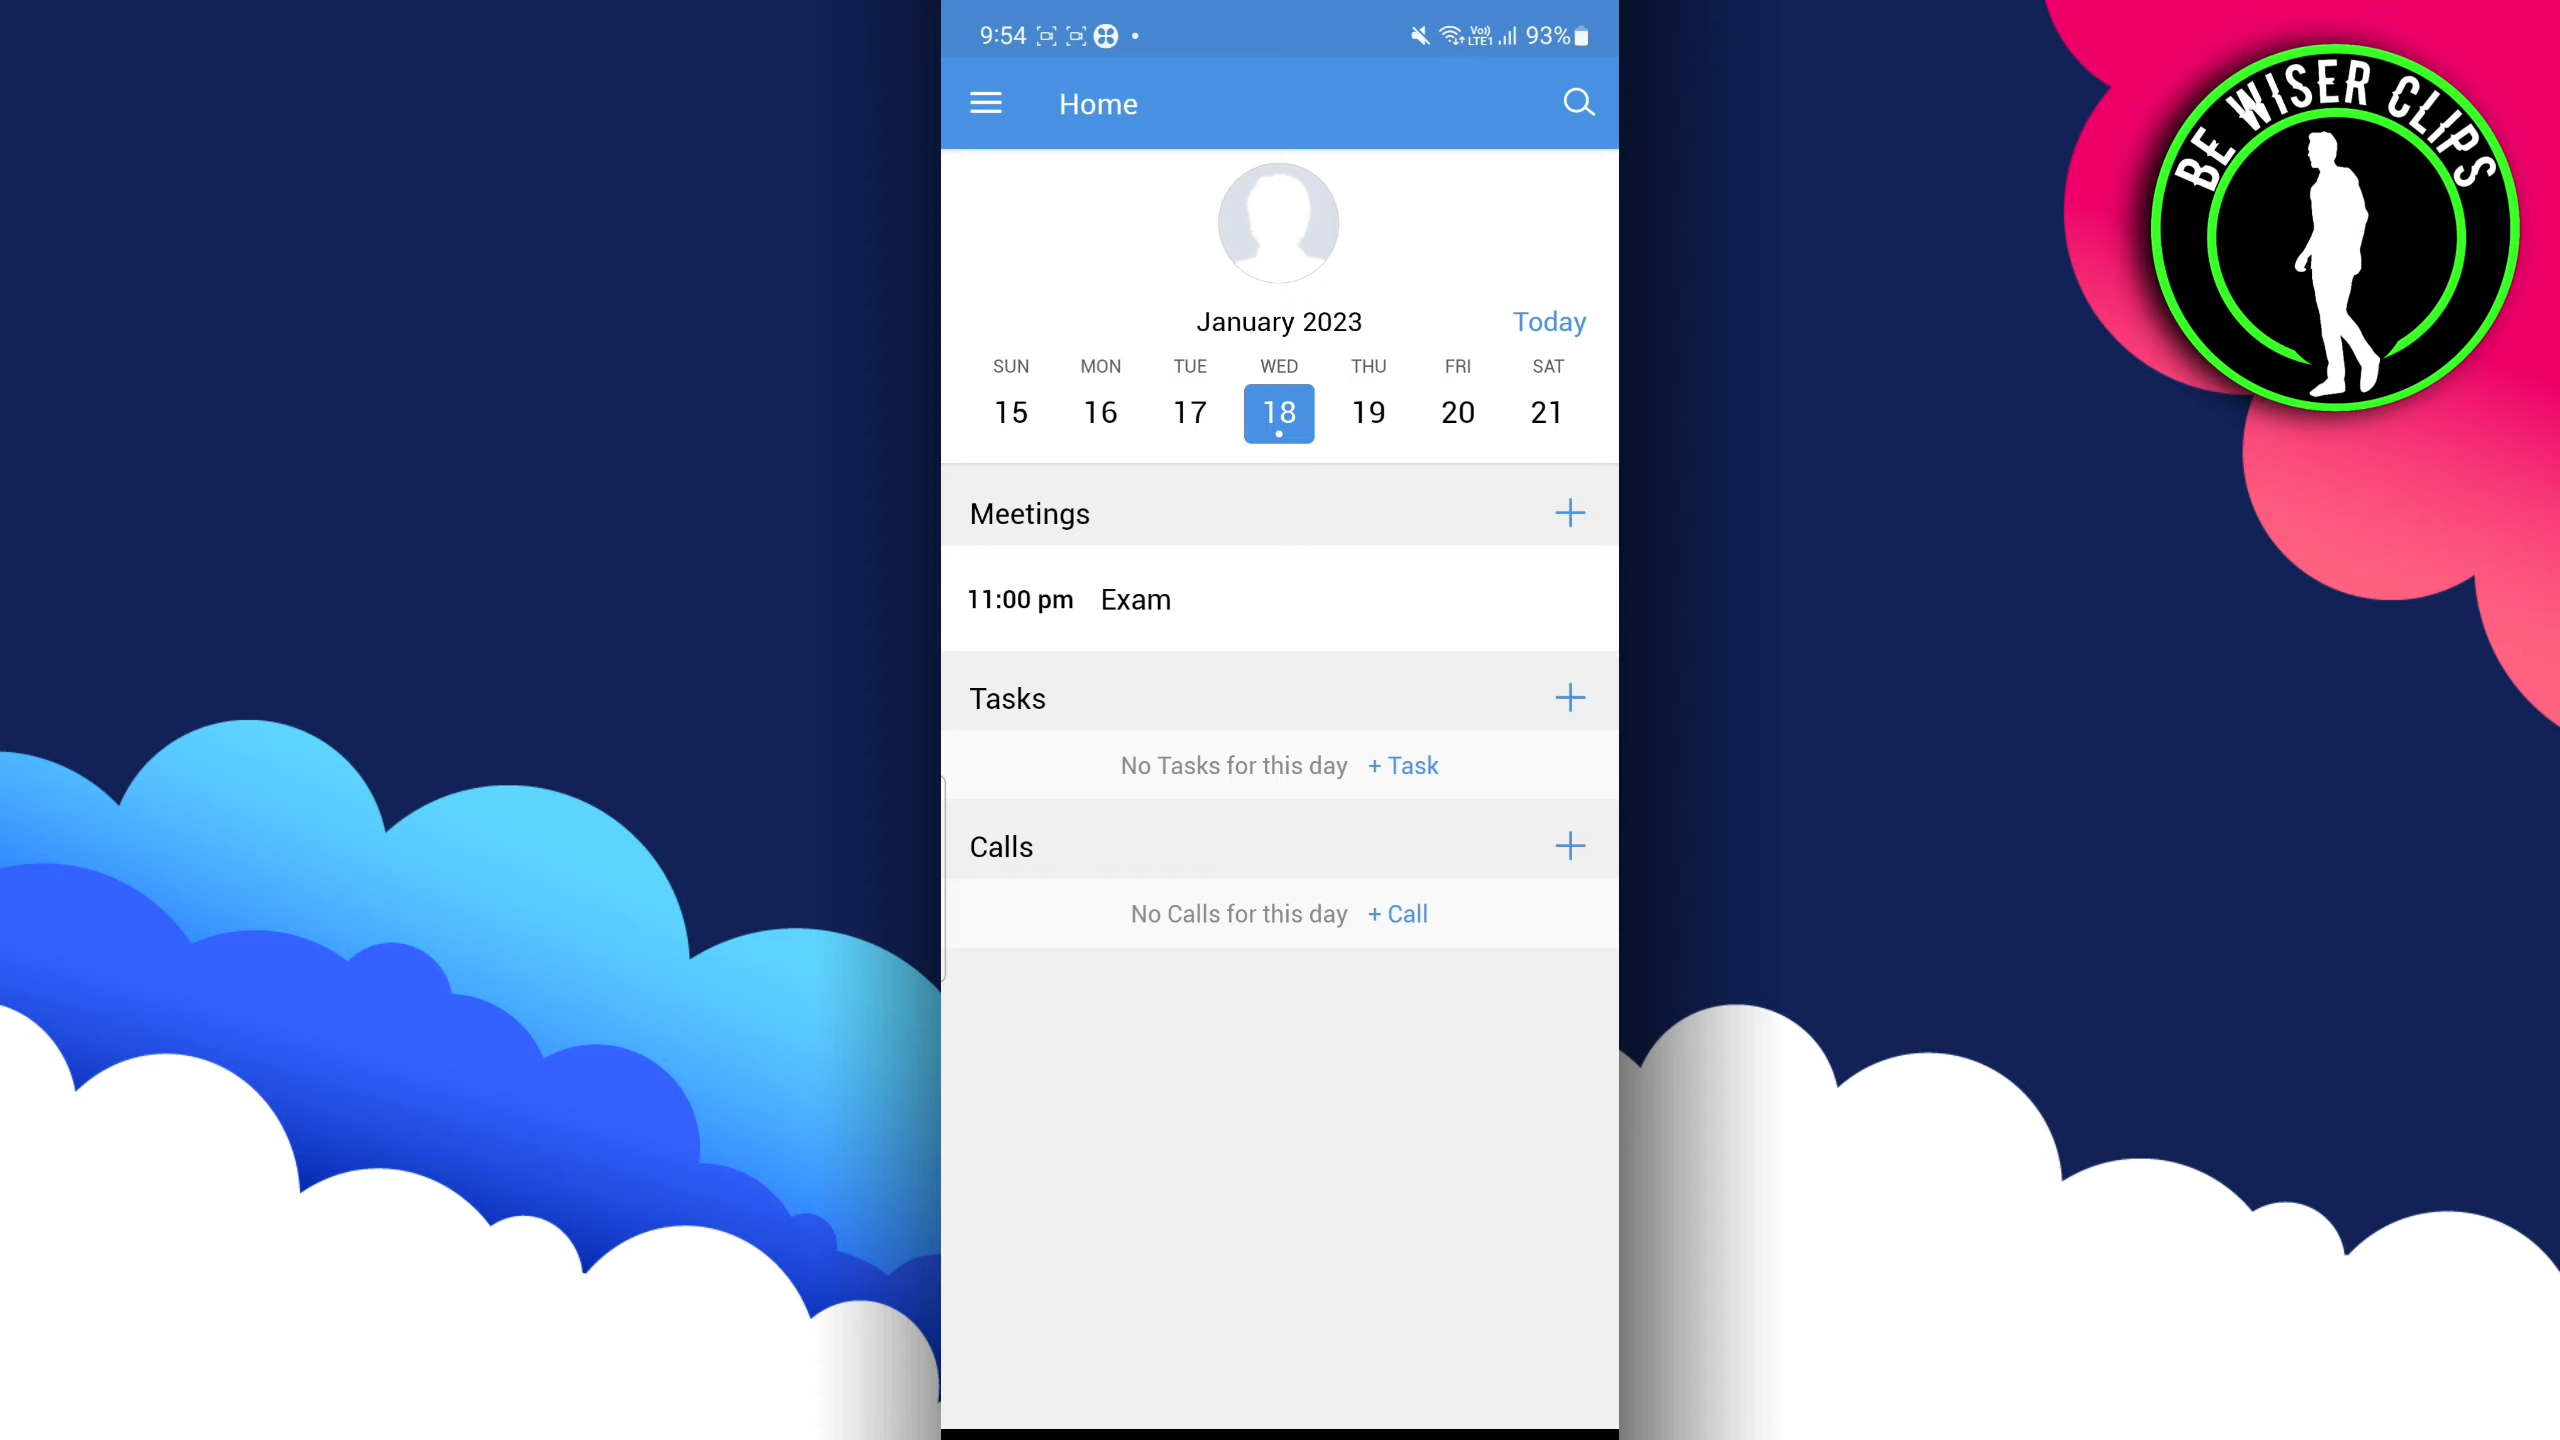 9:54 Vo)) LTE1 93%
BE WISER CLIPS
Home
January 2023 Today
SUN MON TUE WED THU FRI SAT
15 16 17 18 19 20 21
Meetings
11:00 pm Exam
Tasks
No Tasks for this day + Task
Calls
No Calls for this day + Call